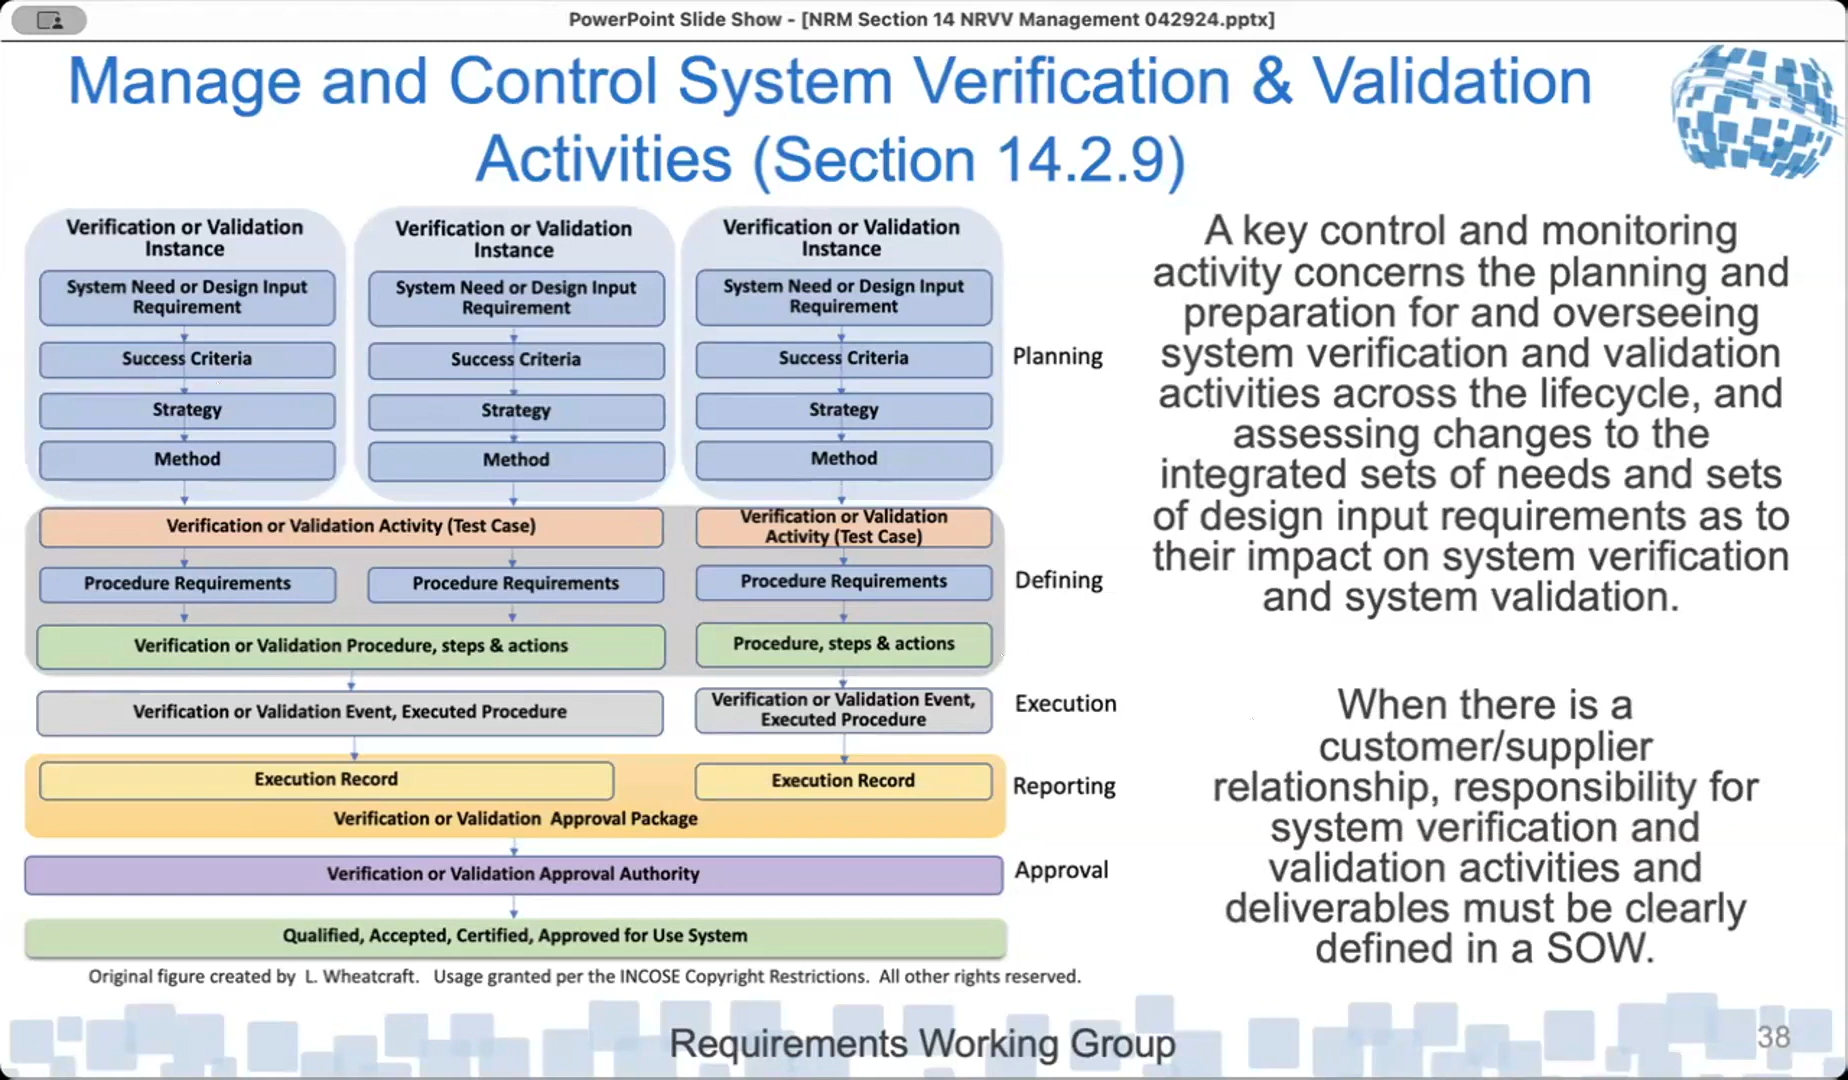 PowerPoint Slide Show - [NRM Section 14 NRVV Management 042924.pptx]
Manage and Control System Verification & Validation
Activities (Section 14.2.9)
Verification or Validation
Instance
System Need or Design Input
Requirement
Success Criteria
Strategy
Method
Verification or Validation
Instance
System Need or Design Input
Requirement
Success Criteria
Strategy
Method
Verification or Validation
Instance
System Need or Design Input
Requirement
Success Criteria
Strategy
Method
Planning
Verification or Validation Activity (Test Case)
Verification or Validation
Activity (Test Case)
Procedure Requirements
Procedure Requirements
Procedure Requirements
Defining
Verification or Validation Procedure, steps & actions
Procedure, steps & actions
Verification or Validation Event, Executed Procedure
Verification or Validation Event,
Executed Procedure
Execution
Execution Record
Execution Record
Reporting
Verification or Validation Approval Package
Verification or Validation Approval Authority
Approval
Qualified, Accepted, Certified, Approved for Use System
Original figure created by L. Wheatcraft. Usage granted per the INCOSE Copyright Restrictions. All other rights reserved.
A key control and monitoring
activity concerns the planning and
preparation for and overseeing
system verification and validation
activities across the lifecycle, and
assessing changes to the
integrated sets of needs and sets
of design input requirements as to
their impact on system verification
and system validation.
When there is a
customer/supplier
relationship, responsibility for
system verification and
validation activities and
deliverables must be clearly
defined in a SOW.
Requirements Working Group
38